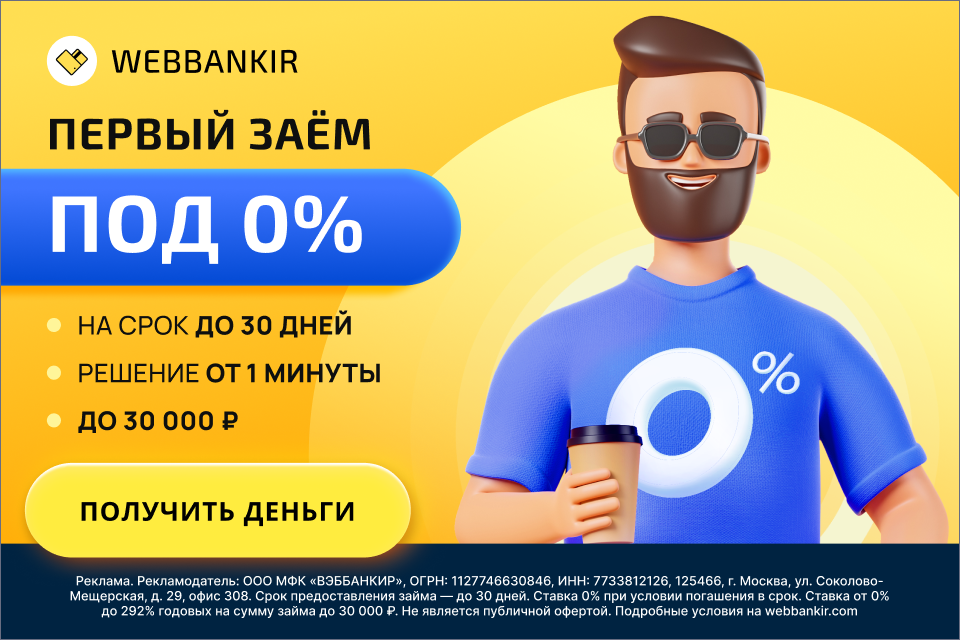 WEBBANKIR
ПЕРВЫЙ ЗАЁМ
ПОД 0%
НА СРОК ДО 30 ДНЕЙ
РЕШЕНИЕ ОТ 1 МИНУТЫ
ДО 30 000 ₽
0%
ПОЛУЧИТЬ ДЕНЬГИ
Реклама. Рекламодатель: ООО МФК «ВЭББАНКИР», ОГРН: 1127746630846, ИНН: 7733812126, 125466, г. Москва, ул. Соколово-
Мещерская, д. 29, офис 308. Срок предоставления займа — до 30 дней. Ставка 0% при условии погашения в срок. Ставка от 0%
до 292% годовых на сумму займа до 30 000 ₽. Не является публичной офертой. Подробные условия на webbankir.com